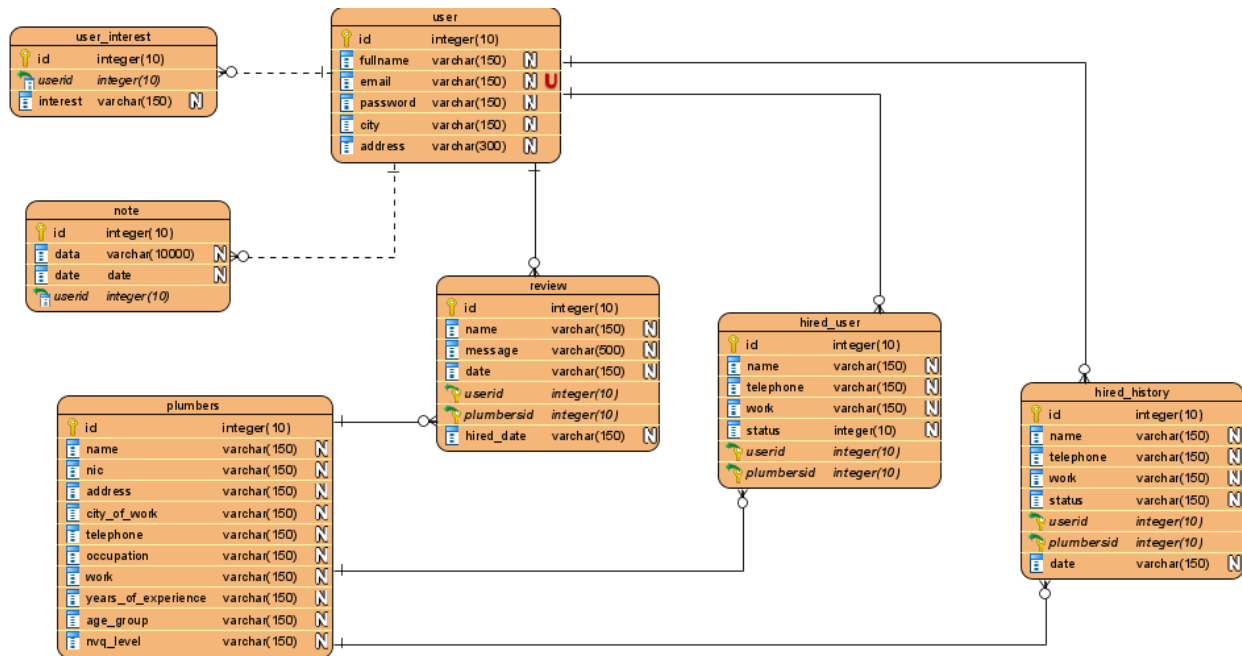 user
id integer(10)
fullname varchar(150) N
email varchar(150) N U
password varchar(150) N
city varchar(150) N
address varchar(300) N
user_interest
id integer(10)
userid integer(10)
interest varchar(150) N
note
id integer(10)
data varchar(10000) N
date date N
userid integer(10)
review
id integer(10)
name varchar(150) N
message varchar(500) N
date varchar(150) N
userid integer(10)
plumbersid integer(10)
hired_date varchar(150) N
hired_user
id integer(10)
name varchar(150) N
telephone varchar(150) N
work varchar(150) N
status integer(10) N
userid integer(10)
plumbersid integer(10)
hired_history
id integer(10)
name varchar(150) N
telephone varchar(150) N
work varchar(150) N
status varchar(150) N
userid integer(10)
plumbersid integer(10)
date varchar(150) N
plumbers
id integer(10)
name varchar(150) N
nic varchar(150) N
address varchar(150) N
city_of_work varchar(150) N
telephone varchar(150) N
occupation varchar(150) N
work varchar(150) N
years_of_experience varchar(150) N
age_group varchar(150) N
nvq_level varchar(150) N